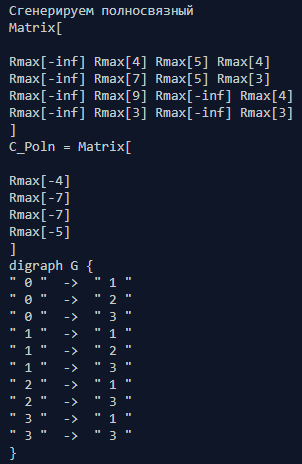 Сгенерируем полносвязный
Matrix[
Rmax[-inf] Rmax[4] Rmax[5] Rmax[4]
Rmax[-inf] Rmax[7] Rmax[5] Rmax[3]
Rmax[-inf] Rmax[9] Rmax[-inf] Rmax[4]
Rmax[-inf] Rmax[3] Rmax[-inf] Rmax[3]
]
C_Poln = Matrix[
Rmax[-4]
Rmax[-7]
Rmax[-7]
Rmax[-5]
]
digraph G {
" 0 "  ->  " 1 "
" 0 "  ->  " 2 "
" 0 "  ->  " 3 "
" 1 "  ->  " 1 "
" 1 "  ->  " 2 "
" 1 "  ->  " 3 "
" 2 "  ->  " 1 "
" 2 "  ->  " 3 "
" 3 "  ->  " 1 "
" 3 "  ->  " 3 "
}